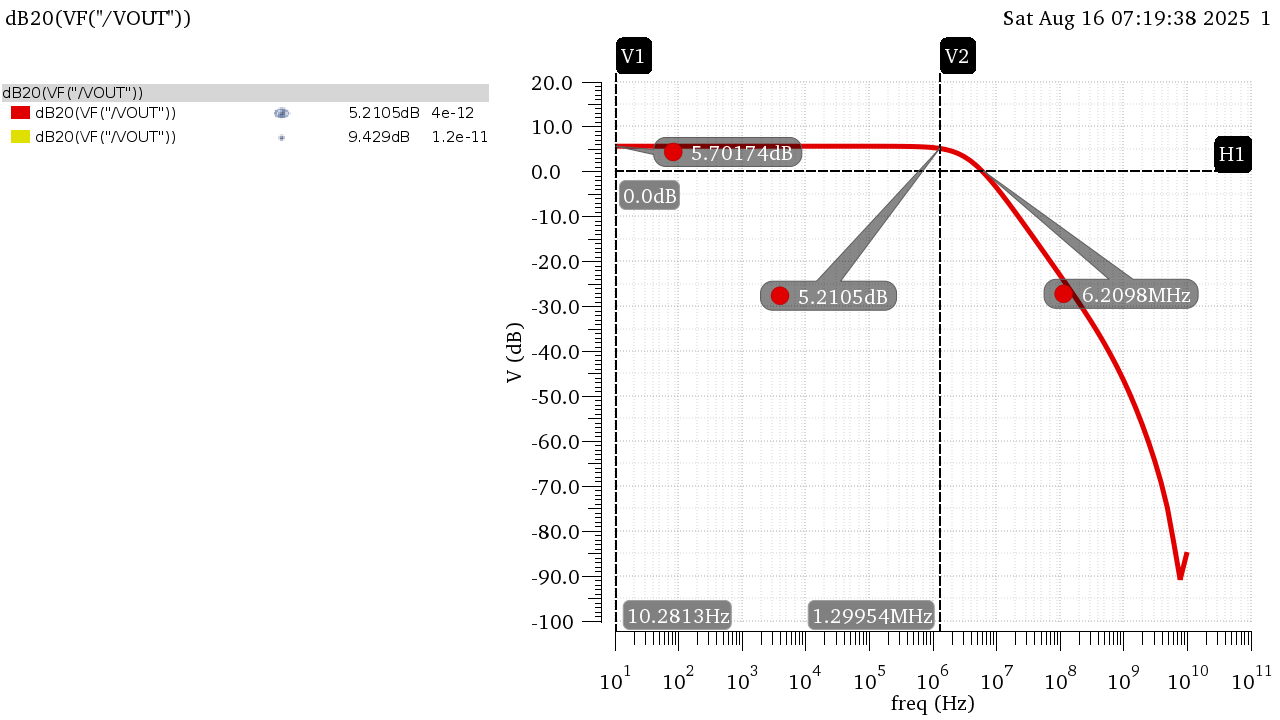 dB20(VF("/VOUT"))
Sat Aug 16 07:19:38 2025 1
dB20(VF("/VOUT"))
dB20(VF("/VOUT")) 5.2105dB 4e-12
dB20(VF("/VOUT")) 9.429dB 1.2e-11
V1
V2
H1
5.70174dB
0.0dB
5.2105dB
6.2098MHz
10.2813Hz
1.29954MHz
V (dB)
20.0
10.0
0.0
-10.0
-20.0
-30.0
-40.0
-50.0
-60.0
-70.0
-80.0
-90.0
-100
10¹ 10² 10³ 10⁴ 10⁵ 10⁶ 10⁷ 10⁸ 10⁹ 10¹⁰ 10¹¹
freq (Hz)